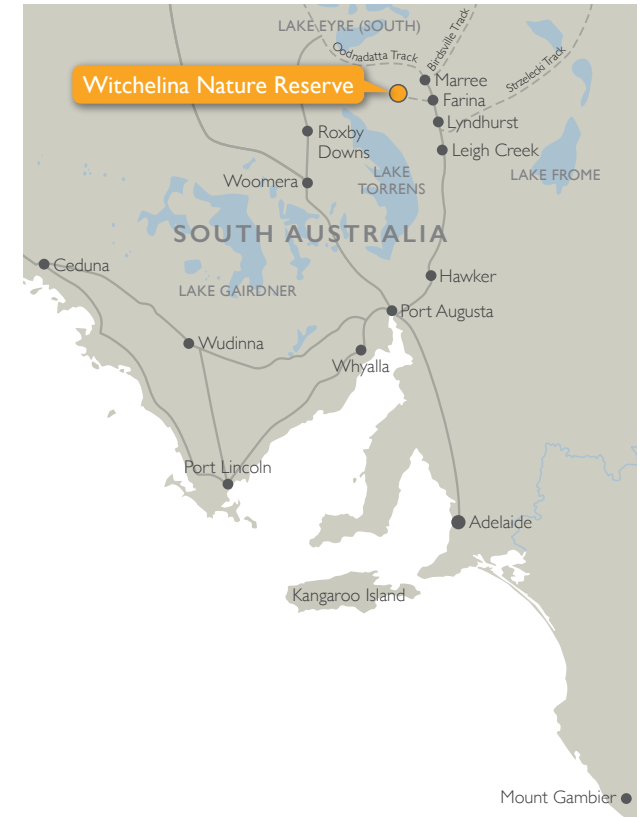 LAKE EYRE (SOUTH)
Oodnadatta Track
Birdsville Track
Strzelecki Track
Witchelina Nature Reserve
Marree
Farina
Lyndhurst
Roxby
Downs
Leigh Creek
LAKE
TORRENS
LAKE FROME
Woomera
SOUTH AUSTRALIA
Ceduna
Hawker
LAKE GAIRDNER
Port Augusta
Wudinna
Whyalla
Port Lincoln
Adelaide
Kangaroo Island
Mount Gambier